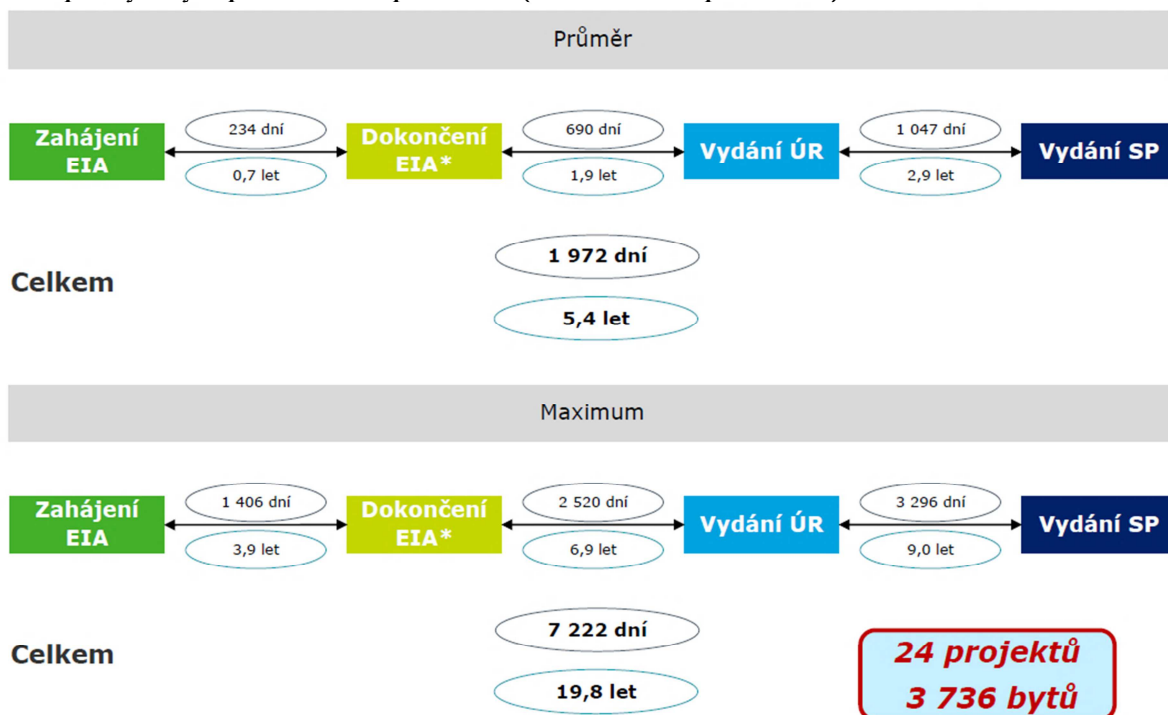 Průměr
Zahájení EIA
234 dní
0,7 let
Dokončení EIA*
690 dní
1,9 let
Vydání ÚR
1 047 dní
2,9 let
Vydání SP
Celkem
1 972 dní
5,4 let
Maximum
Zahájení EIA
1 406 dní
3,9 let
Dokončení EIA*
2 520 dní
6,9 let
Vydání ÚR
3 296 dní
9,0 let
Vydání SP
Celkem
7 222 dní
19,8 let
24 projektů
3 736 bytů